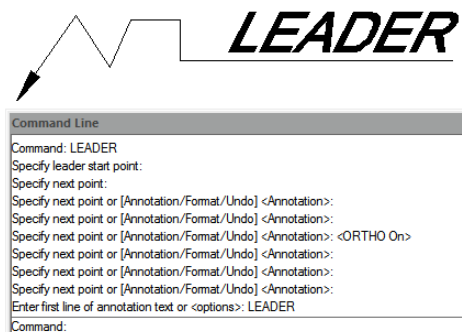 LEADER
Command Line
Command: LEADER
Specify leader start point:
Specify next point:
Specify next point or [Annotation/Format/Undo] <Annotation>:
Specify next point or [Annotation/Format/Undo] <Annotation>:
Specify next point or [Annotation/Format/Undo] <Annotation>: <ORTHO On>
Specify next point or [Annotation/Format/Undo] <Annotation>:
Specify next point or [Annotation/Format/Undo] <Annotation>:
Specify next point or [Annotation/Format/Undo] <Annotation>:
Enter first line of annotation text or <options>: LEADER
Command: